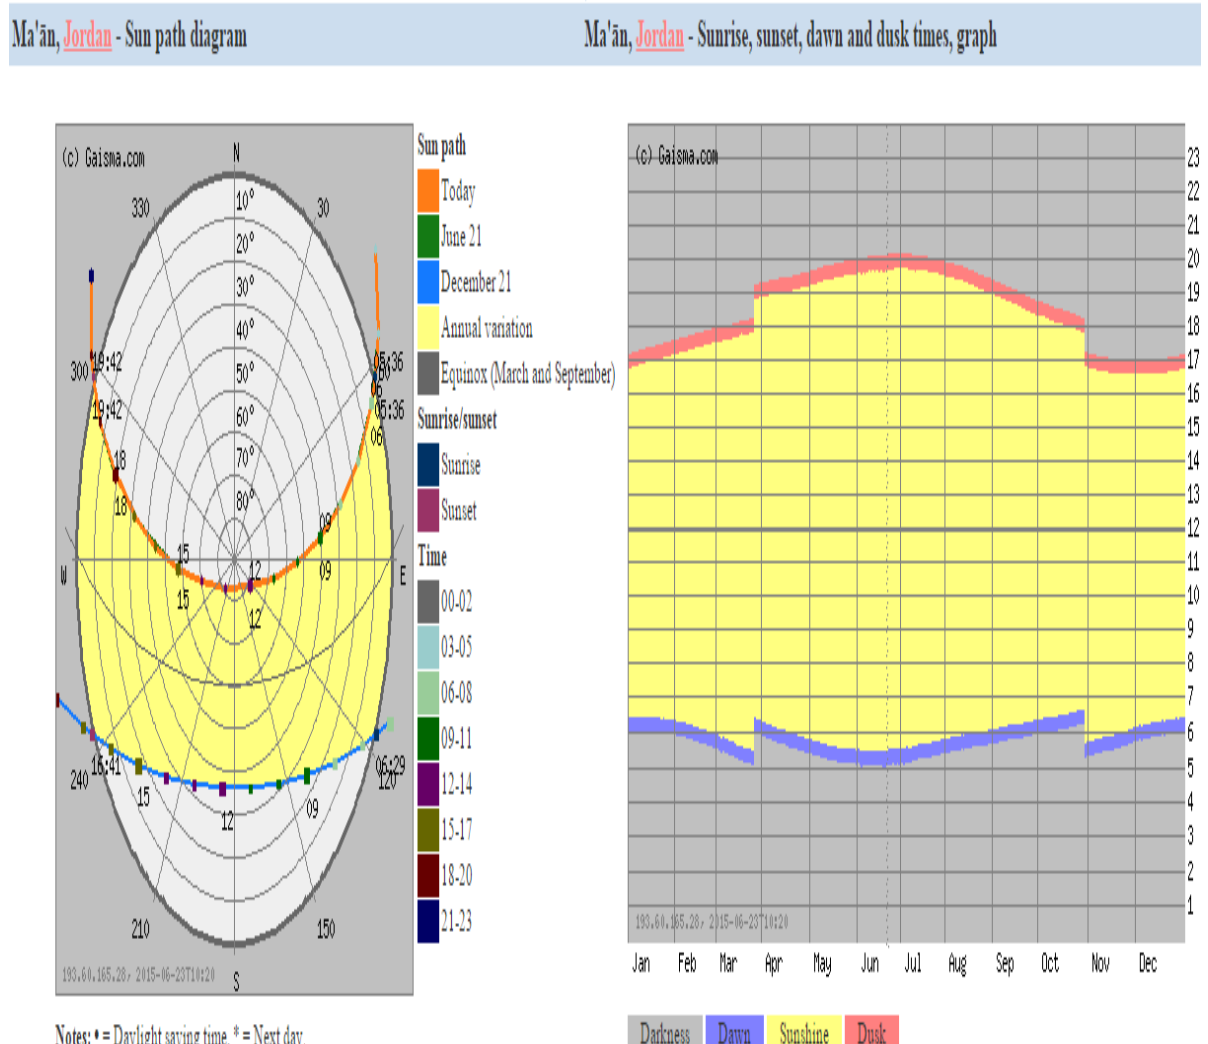 Ma'ān, Jordan - Sun path diagram
Ma'ān, Jordan - Sunrise, sunset, dawn and dusk times, graph
(c) Gaisma.com
N
330
30
10°
20°
30°
40°
50°
60°
70°
80°
300
19:42
05:36
19:42
05:36
06
18
18
09
15
12
09
15
12
W
E
16:41
06:29
240
120
15
12
09
210
150
S
193.60.165.28, 2015-06-23T10:20
Notes: • = Daylight saving time, * = Next day.
Sun path
Today
June 21
December 21
Annual variation
Equinox (March and September)
Sunrise/sunset
Sunrise
Sunset
Time
00-02
03-05
06-08
09-11
12-14
15-17
18-20
21-23
(c) Gaisma.com
23
22
21
20
19
18
17
16
15
14
13
12
11
10
9
8
7
6
5
4
3
2
1
193.60.165.28, 2015-06-23T10:20
Jan Feb Mar Apr May Jun Jul Aug Sep Oct Nov Dec
Darkness Dawn Sunshine Dusk